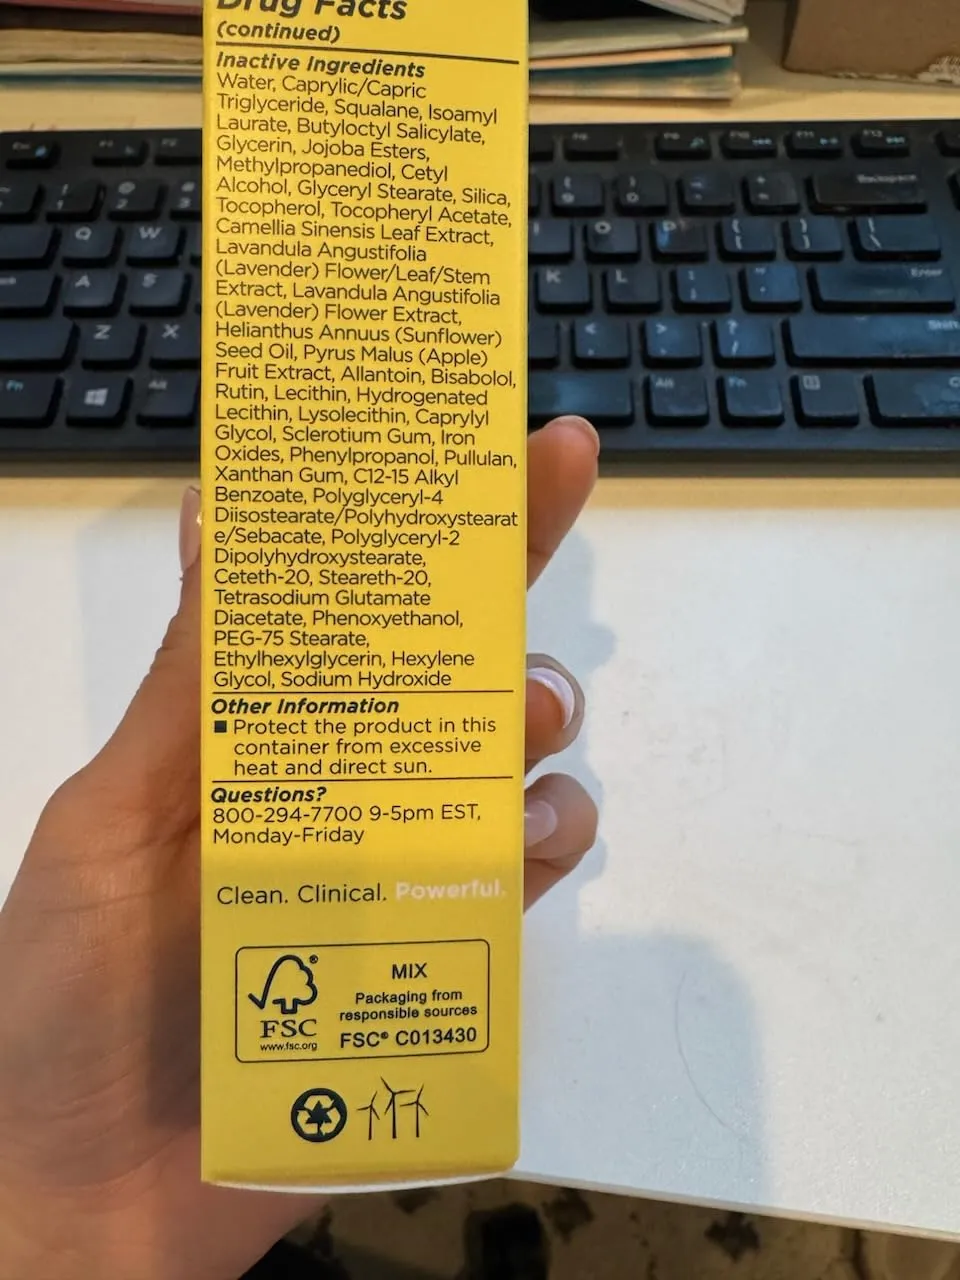 Drug Facts
(continued)
Inactive Ingredients
Water, Caprylic/Capric
Triglyceride, Squalane, Isoamyl
Laurate, Butyloctyl Salicylate,
Glycerin, Jojoba Esters,
Methylpropanediol, Cetyl
Alcohol, Glyceryl Stearate, Silica,
Tocopherol, Tocopheryl Acetate,
Camellia Sinensis Leaf Extract,
Lavandula Angustifolia
(Lavender) Flower/Leaf/Stem
Extract, Lavandula Angustifolia
(Lavender) Flower Extract,
Helianthus Annuus (Sunflower)
Seed Oil, Pyrus Malus (Apple)
Fruit Extract, Allantoin, Bisabolol,
Rutin, Lecithin, Hydrogenated
Lecithin, Lysolecithin, Caprylyl
Glycol, Sclerotium Gum, Iron
Oxides, Phenylpropanol, Pullulan,
Xanthan Gum, C12-15 Alkyl
Benzoate, Polyglyceryl-4
Diisostearate/Polyhydroxystearat
e/Sebacate, Polyglyceryl-2
Dipolyhydroxystearate,
Ceteth-20, Steareth-20,
Tetrasodium Glutamate
Diacetate, Phenoxyethanol,
PEG-75 Stearate,
Ethylhexylglycerin, Hexylene
Glycol, Sodium Hydroxide
Other Information
■ Protect the product in this
container from excessive
heat and direct sun.
Questions?
800-294-7700 9-5pm EST,
Monday-Friday
Clean. Clinical. Powerful.
FSC
www.fsc.org
MIX
Packaging from
responsible sources
FSC® C013430
Q W
A S
Z X
Fn Alt
O P
K L
Alt Fn
Backspace
Enter
Shift